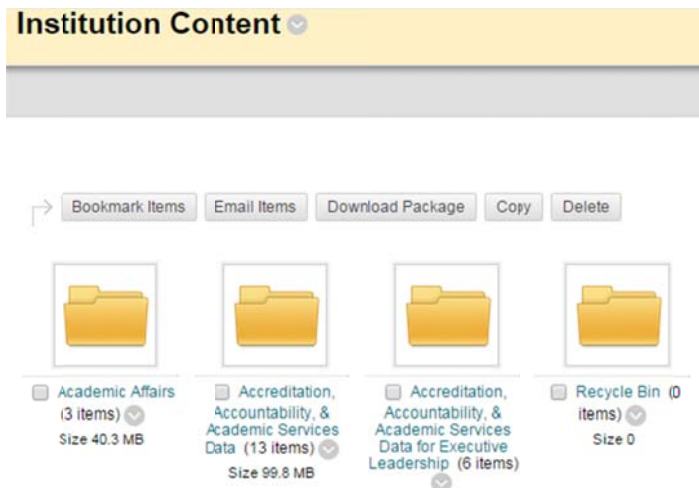 Institution Content
Bookmark Items Email Items Download Package Copy Delete
Academic Affairs
(3 items)
Size 40.3 MB
Accreditation,
Accountability, &
Academic Services
Data (13 items)
Size 99.8 MB
Accreditation,
Accountability, &
Academic Services
Data for Executive
Leadership (6 items)
Recycle Bin (0
items)
Size 0